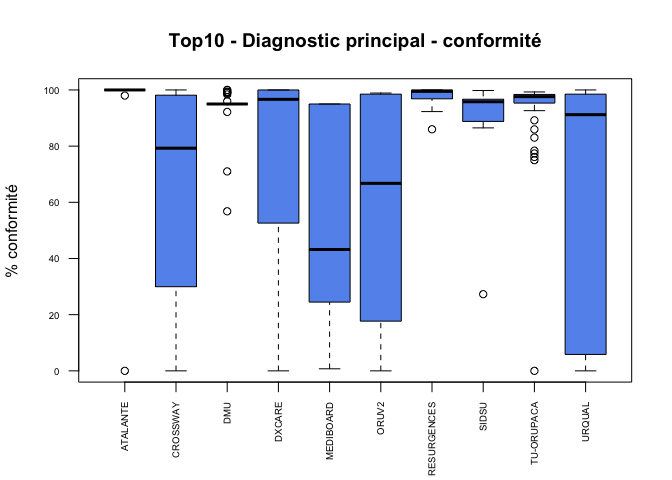 Top10 - Diagnostic principal - conformité
% conformité
100
80
60
40
20
0
ATALANTE
CROSSWAY
DMU
DXCARE
MEDIBOARD
ORUV2
RESURGENCES
SIDSU
TU-ORUPACA
URQUAL